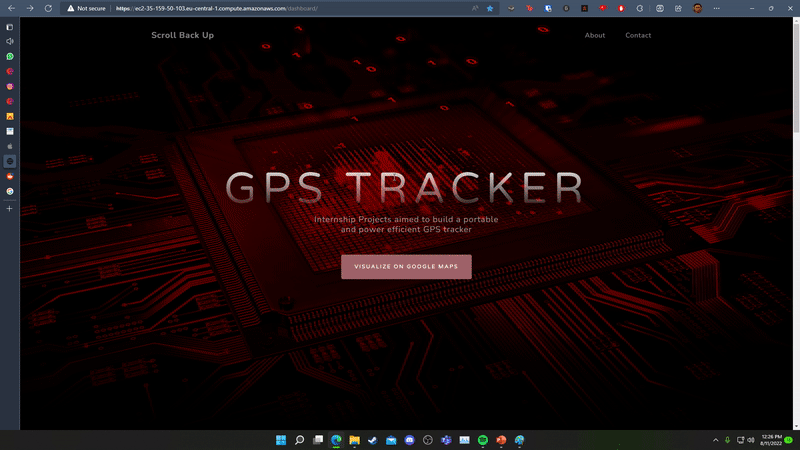 Not secure https://ec2-35-159-50-103.eu-central-1.compute.amazonaws.com/dashboard/
Scroll Back Up About Contact
GPS TRACKER
Internship Projects aimed to build a portable
and power efficient GPS tracker
VISUALIZE ON GOOGLE MAPS
12:26 PM
8/11/2022